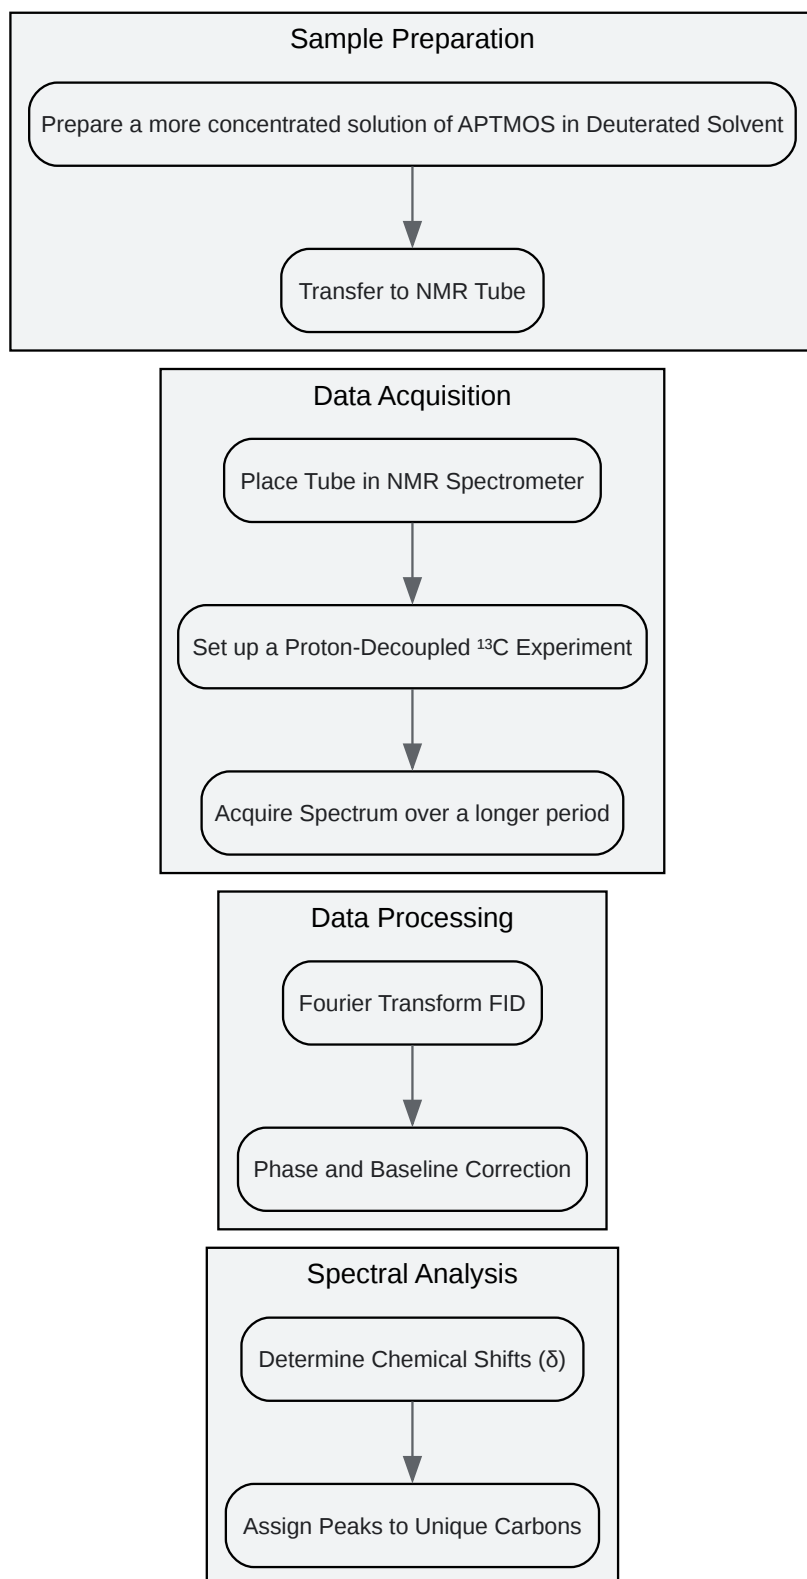 Sample Preparation
Prepare a more concentrated solution of APTMOS in Deuterated Solvent
Transfer to NMR Tube
Data Acquisition
Place Tube in NMR Spectrometer
Set up a Proton-Decoupled ¹³C Experiment
Acquire Spectrum over a longer period
Data Processing
Fourier Transform FID
Phase and Baseline Correction
Spectral Analysis
Determine Chemical Shifts (δ)
Assign Peaks to Unique Carbons